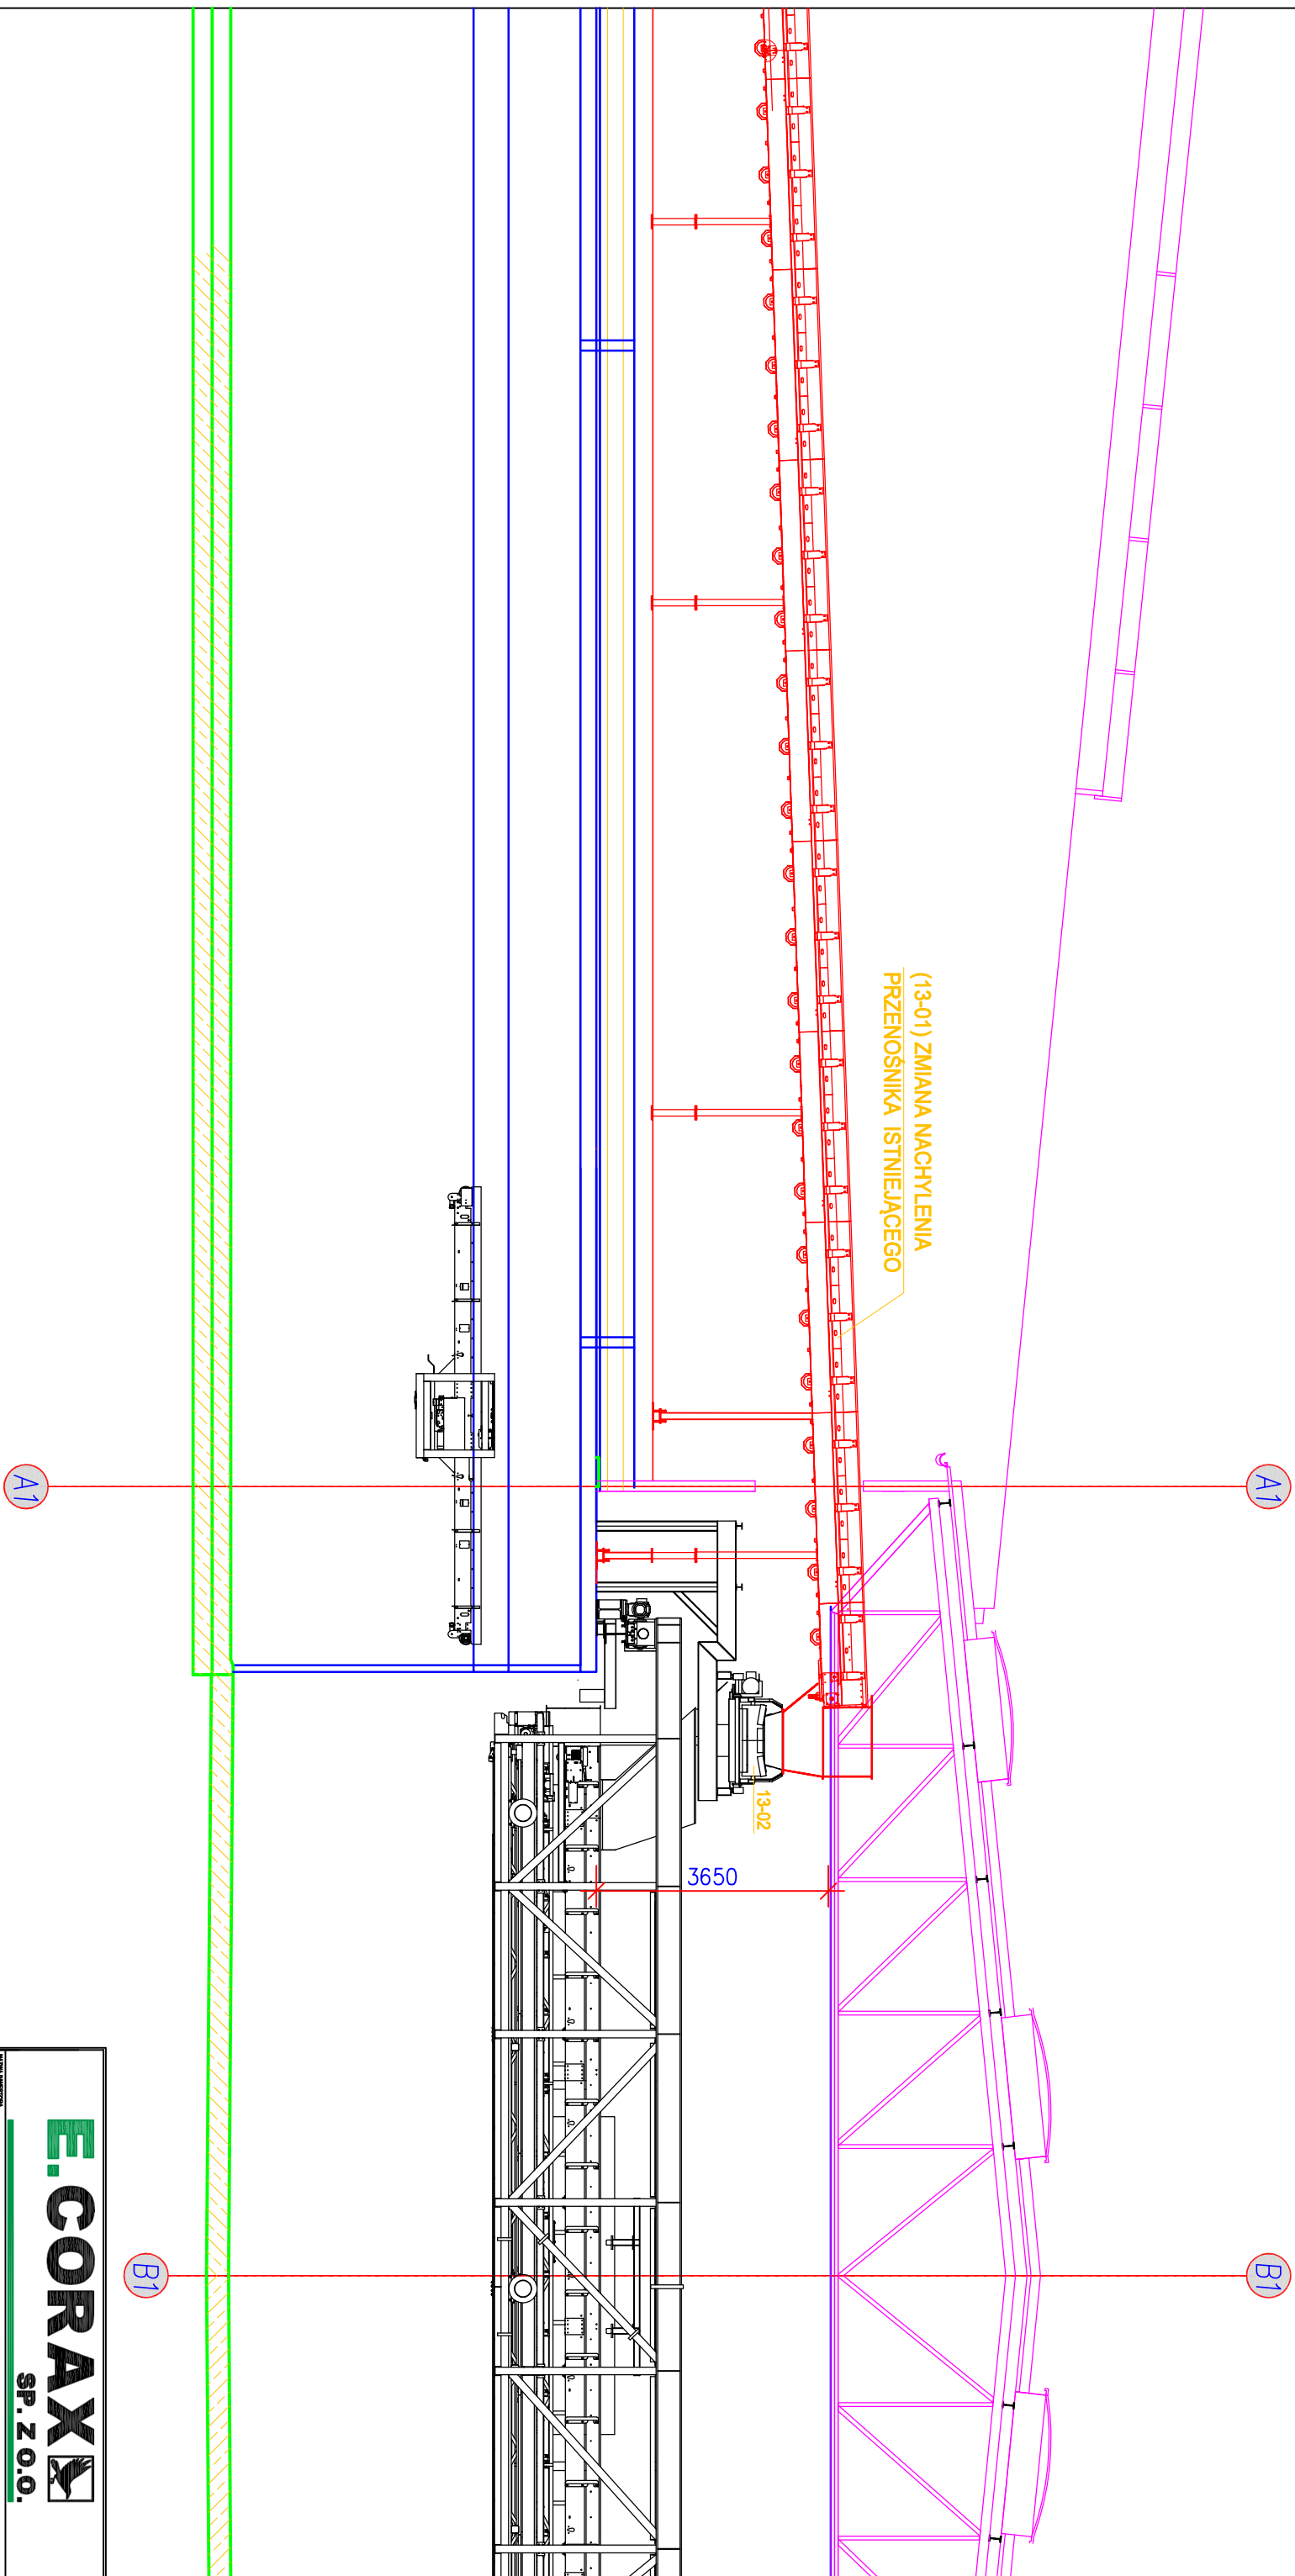 (13-01) ZMIANA NACHYLENIA
PRZENOŚNIKA ISTNIEJĄCEGO
A1
A1
13-02
3650
B1
B1
E.CORAX
SP. Z O.O.